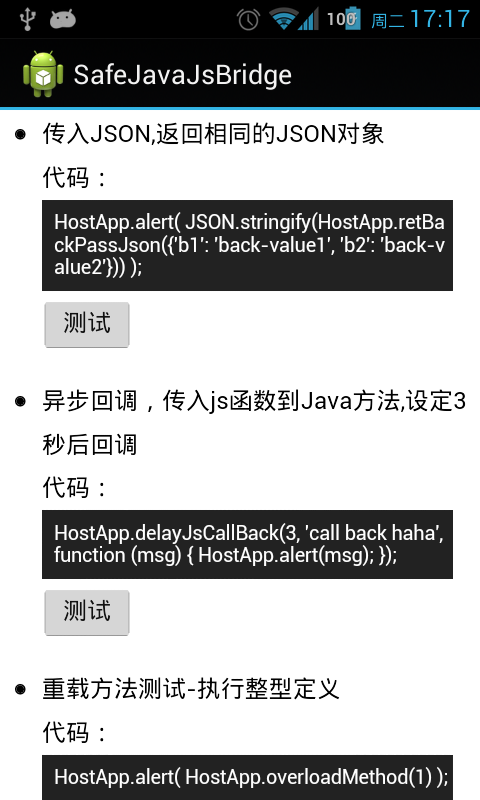 100 周二 17:17
SafeJavaJsBridge
传入JSON,返回相同的JSON对象
代码：
HostApp.alert( JSON.stringify(HostApp.retBa
ckPassJson({'b1': 'back-value1', 'b2': 'back-v
alue2'})) );
测试
异步回调，传入js函数到Java方法,设定3
秒后回调
代码：
HostApp.delayJsCallBack(3, 'call back haha',
function (msg) { HostApp.alert(msg); });
测试
重载方法测试-执行整型定义
代码：
HostApp.alert( HostApp.overloadMethod(1) );